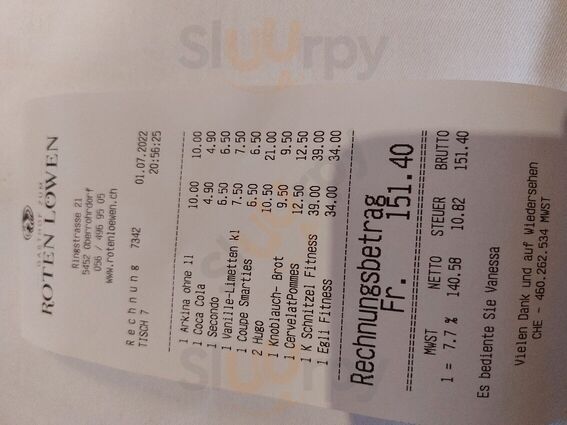 GASTHOF ZUM
ROTEN LÖWEN
Ringstrasse 21
5452 Oberrohrdorf
056 / 496 95 05
www.rotenloewen.ch
Rechnung 7342 01.07.2022
TISCH 7 20:56:25
1 Arkina ohne 1l 10.00 10.00
1 Coca Cola 4.90 4.90
1 Secondo 6.50 6.50
1 Vanille-Limetten kl 7.50 7.50
1 Coupe Smarties 6.50 6.50
2 HUGO 10.50 21.00
1 Knoblauch- Brot 9.50 9.50
1 CervelatPommes 12.50 12.50
1 K Schnitzel Fitness 39.00 39.00
1 Egli Fitness 34.00 34.00
Rechnungsbetrag
Fr. 151.40
MWST NETTO STEUER BRUTTO
1 = 7.7 % 140.58 10.82 151.40
Es bediente Sie Vanessa
Vielen Dank und auf Wiedersehen
CHE - 460.262.534 MWST
Sluurpy
Sluurpy
Sluurpy